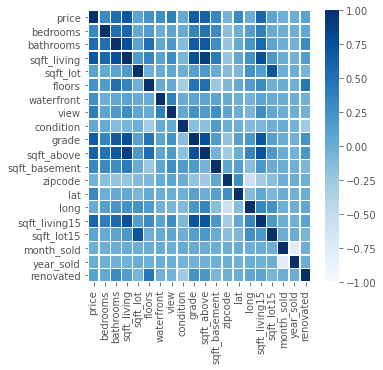 price
bedrooms
bathrooms
sqft_living
sqft_lot
floors
waterfront
view
condition
grade
sqft_above
sqft_basement
zipcode
lat
long
sqft_living15
sqft_lot15
month_sold
year_sold
renovated
price
bedrooms
bathrooms
sqft_living
sqft_lot
floors
waterfront
view
condition
grade
sqft_above
sqft_basement
zipcode
lat
long
sqft_living15
sqft_lot15
month_sold
year_sold
renovated
1.00
0.75
0.50
0.25
0.00
−0.25
−0.50
−0.75
−1.00